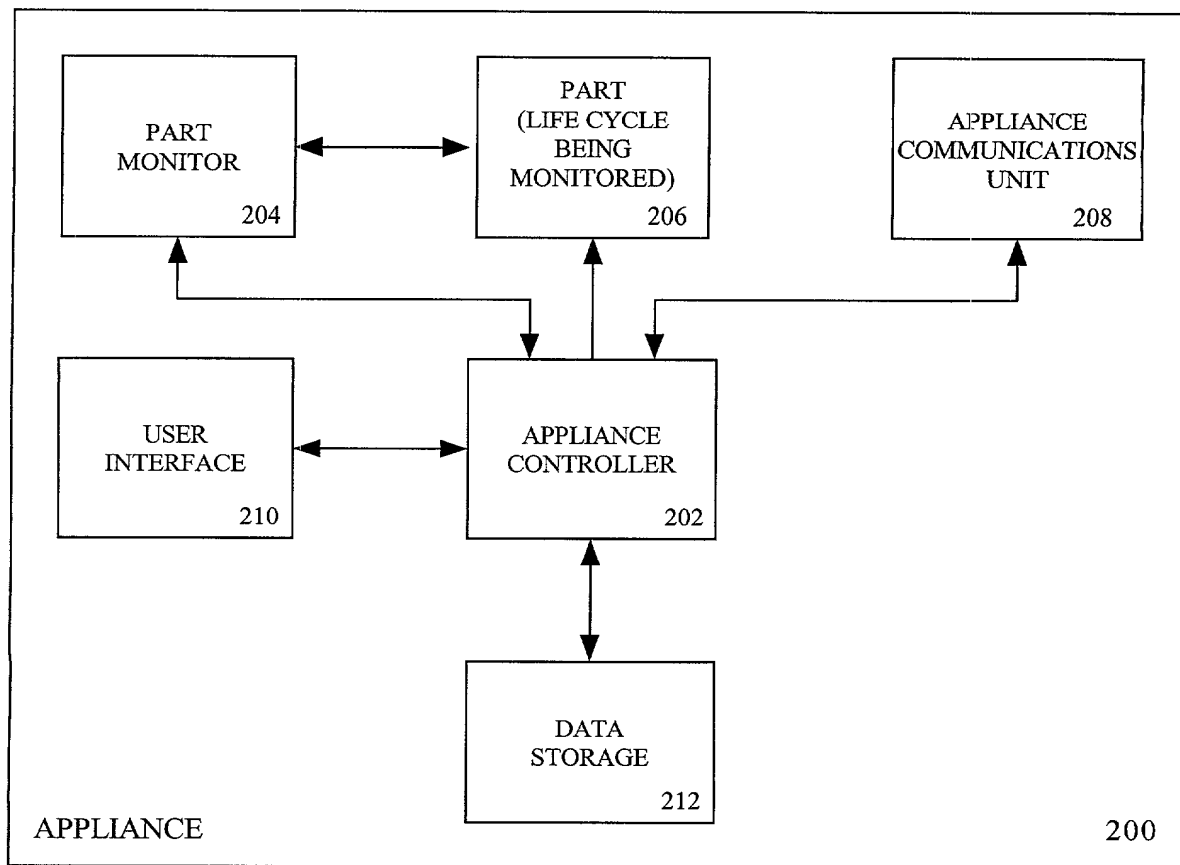 PART
MONITOR
204
PART
(LIFE CYCLE
BEING
MONITORED)
206
APPLIANCE
COMMUNICATIONS
UNIT
208
USER
INTERFACE
210
APPLIANCE
CONTROLLER
202
DATA
STORAGE
212
APPLIANCE
200